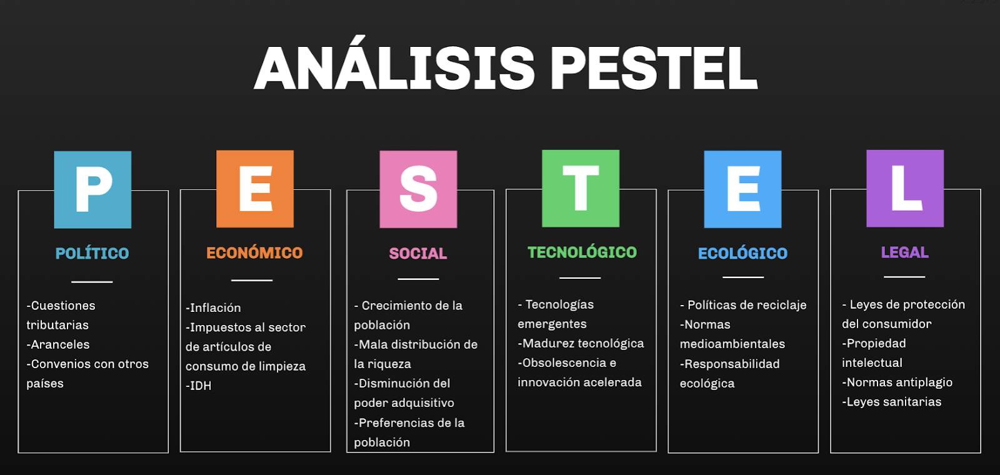 ANÁLISIS PESTEL
P
POLÍTICO
-Cuestiones
tributarias
-Aranceles
-Convenios con otros
países
E
ECONÓMICO
-Inflación
-Impuestos al sector
de artículos de
consumo de limpieza
-IDH
S
SOCIAL
- Crecimiento de la
población
-Mala distribución de
la riqueza
-Disminución del
poder adquisitivo
-Preferencias de la
población
T
TECNOLÓGICO
- Tecnologías
emergentes
-Madurez tecnológica
-Obsolescencia e
innovación acelerada
E
ECOLÓGICO
- Políticas de reciclaje
-Normas
medioambientales
-Responsabilidad
ecológica
L
LEGAL
- Leyes de protección
del consumidor
-Propiedad
intelectual
-Normas antiplagio
-Leyes sanitarias